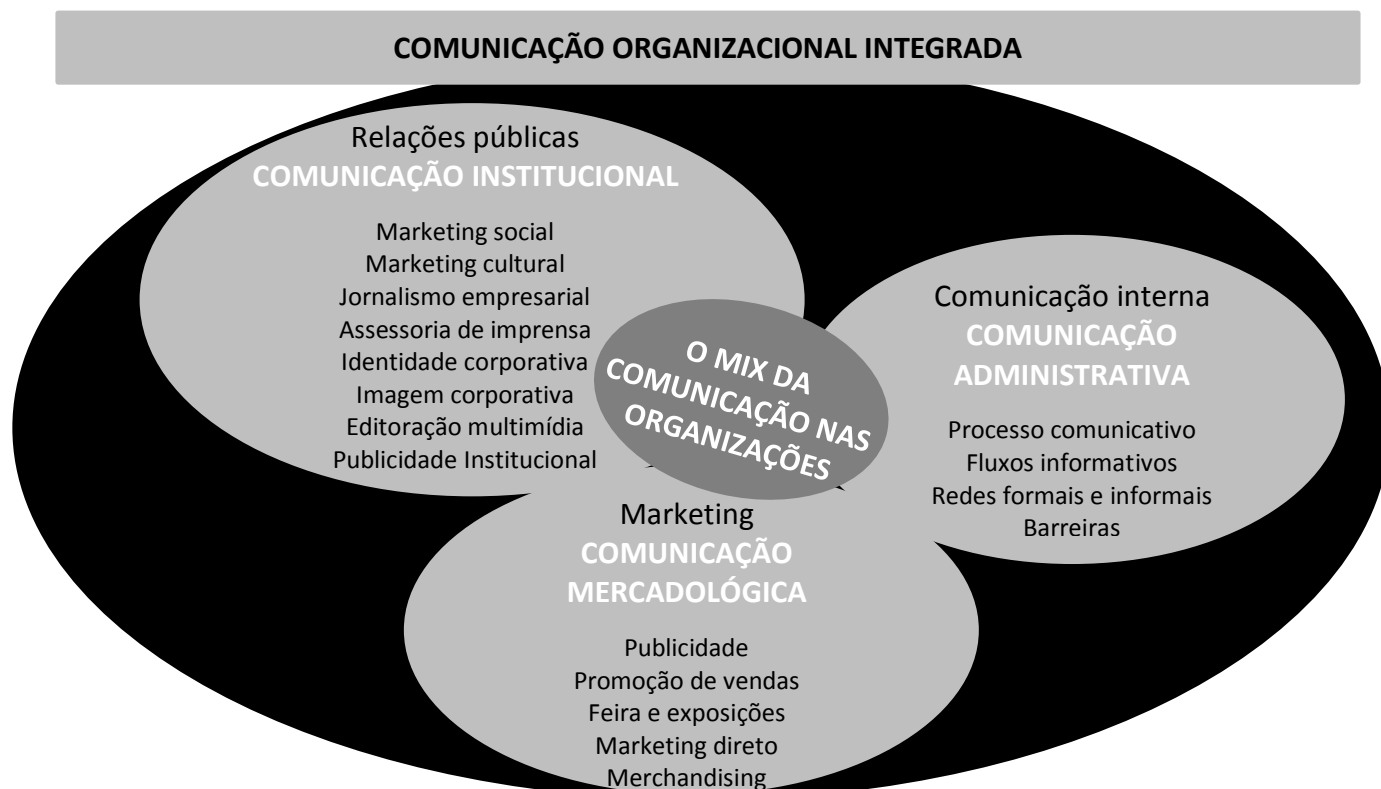 COMUNICAÇÃO ORGANIZACIONAL INTEGRADA
Relações públicas
COMUNICAÇÃO INSTITUCIONAL
Marketing social
Marketing cultural
Jornalismo empresarial
Assessoria de imprensa
Identidade corporativa
Imagem corporativa
Editoração multimídia
Publicidade Institucional
O MIX DA
COMUNICAÇÃO NAS
ORGANIZAÇÕES
Comunicação interna
COMUNICAÇÃO
ADMINISTRATIVA
Processo comunicativo
Fluxos informativos
Redes formais e informais
Barreiras
Marketing
COMUNICAÇÃO
MERCADOLÓGICA
Publicidade
Promoção de vendas
Feira e exposições
Marketing direto
Merchandising